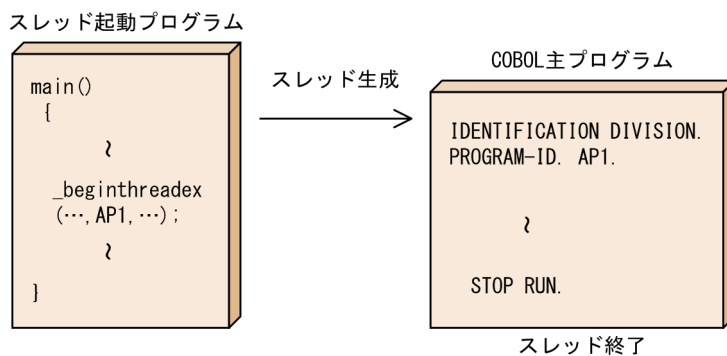 スレッド起動プログラム
main()
{
~
_beginthreadex
(…,AP1,…);
~
}
スレッド生成
COBOL主プログラム
IDENTIFICATION DIVISION.
PROGRAM-ID. AP1.
~
STOP RUN.
スレッド終了